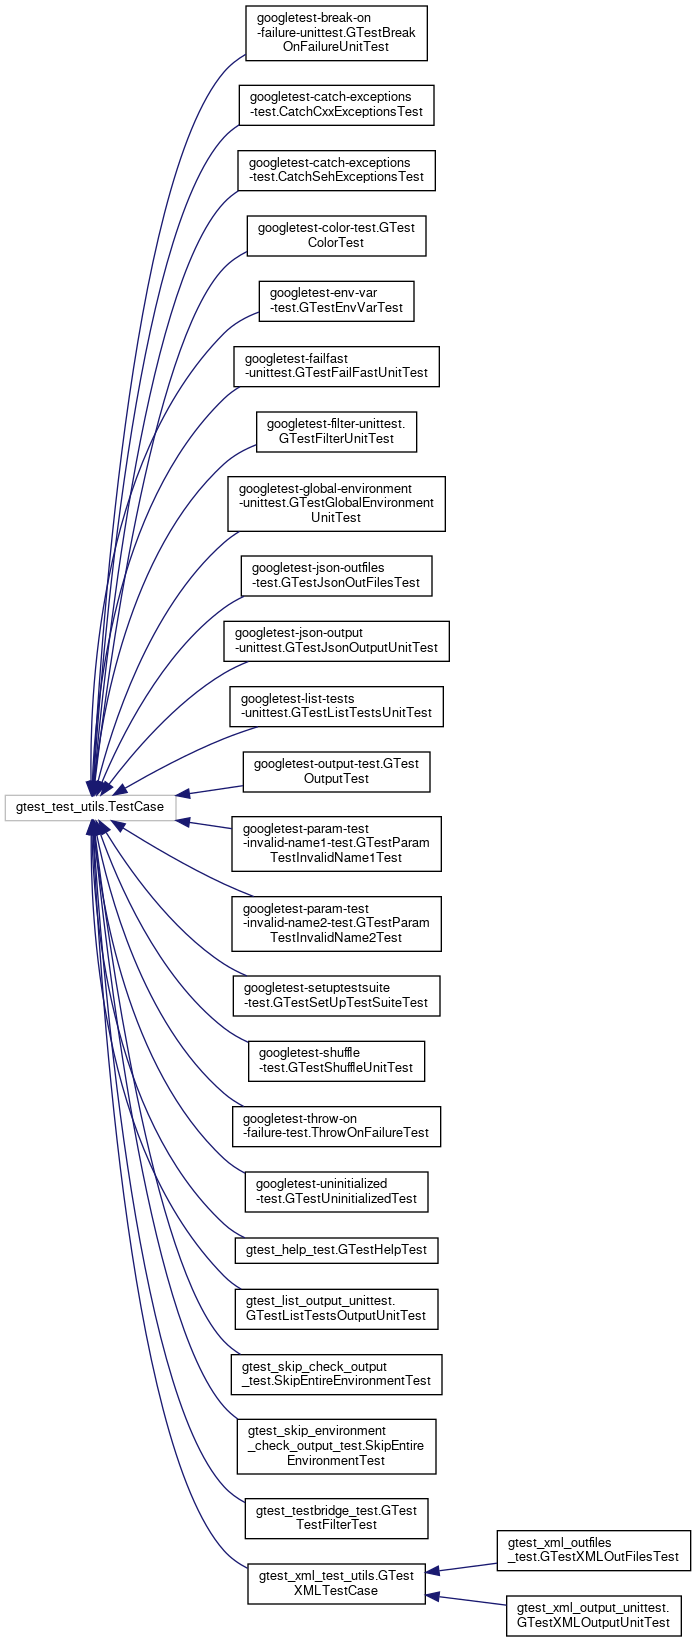 googletest-break-on
-failure-unittest.GTestBreak
OnFailureUnitTest
googletest-catch-exceptions
-test.CatchCxxExceptionsTest
googletest-catch-exceptions
-test.CatchSehExceptionsTest
googletest-color-test.GTest
ColorTest
googletest-env-var
-test.GTestEnvVarTest
googletest-failfast
-unittest.GTestFailFastUnitTest
googletest-filter-unittest.
GTestFilterUnitTest
googletest-global-environment
-unittest.GTestGlobalEnvironment
UnitTest
googletest-json-outfiles
-test.GTestJsonOutFilesTest
googletest-json-output
-unittest.GTestJsonOutputUnitTest
googletest-list-tests
-unittest.GTestListTestsUnitTest
googletest-output-test.GTest
OutputTest
gtest_test_utils.TestCase
googletest-param-test
-invalid-name1-test.GTestParam
TestInvalidName1Test
googletest-param-test
-invalid-name2-test.GTestParam
TestInvalidName2Test
googletest-setuptestsuite
-test.GTestSetUpTestSuiteTest
googletest-shuffle
-test.GTestShuffleUnitTest
googletest-throw-on
-failure-test.ThrowOnFailureTest
googletest-uninitialized
-test.GTestUninitializedTest
gtest_help_test.GTestHelpTest
gtest_list_output_unittest.
GTestListTestsOutputUnitTest
gtest_skip_check_output
_test.SkipEntireEnvironmentTest
gtest_skip_environment
_check_output_test.SkipEntire
EnvironmentTest
gtest_testbridge_test.GTest
TestFilterTest
gtest_xml_test_utils.GTest
XMLTestCase
gtest_xml_outfiles
_test.GTestXMLOutFilesTest
gtest_xml_output_unittest.
GTestXMLOutputUnitTest